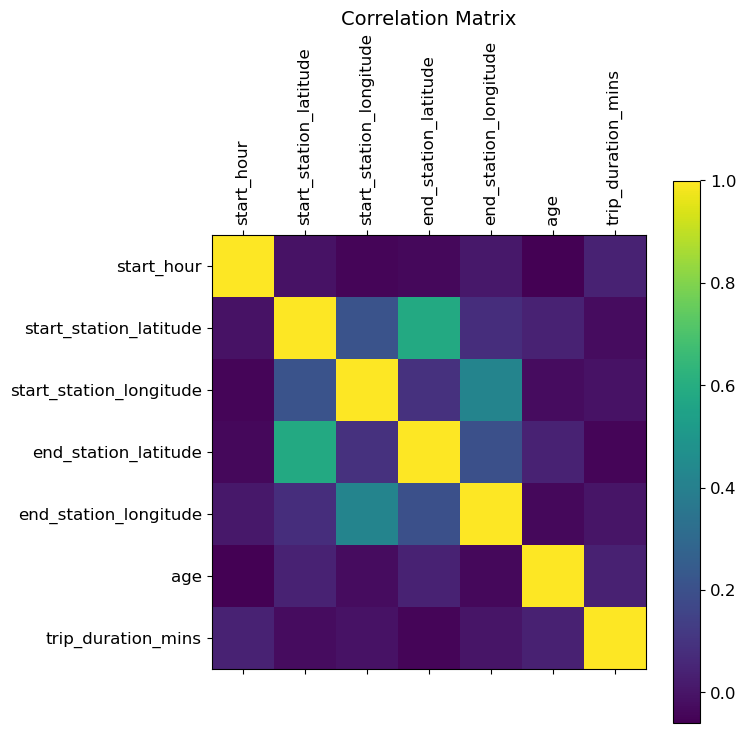 Correlation Matrix
start_hour
start_station_latitude
start_station_longitude
end_station_latitude
end_station_longitude
age
trip_duration_mins
start_hour
start_station_latitude
start_station_longitude
end_station_latitude
end_station_longitude
age
trip_duration_mins
1.0
0.8
0.6
0.4
0.2
0.0